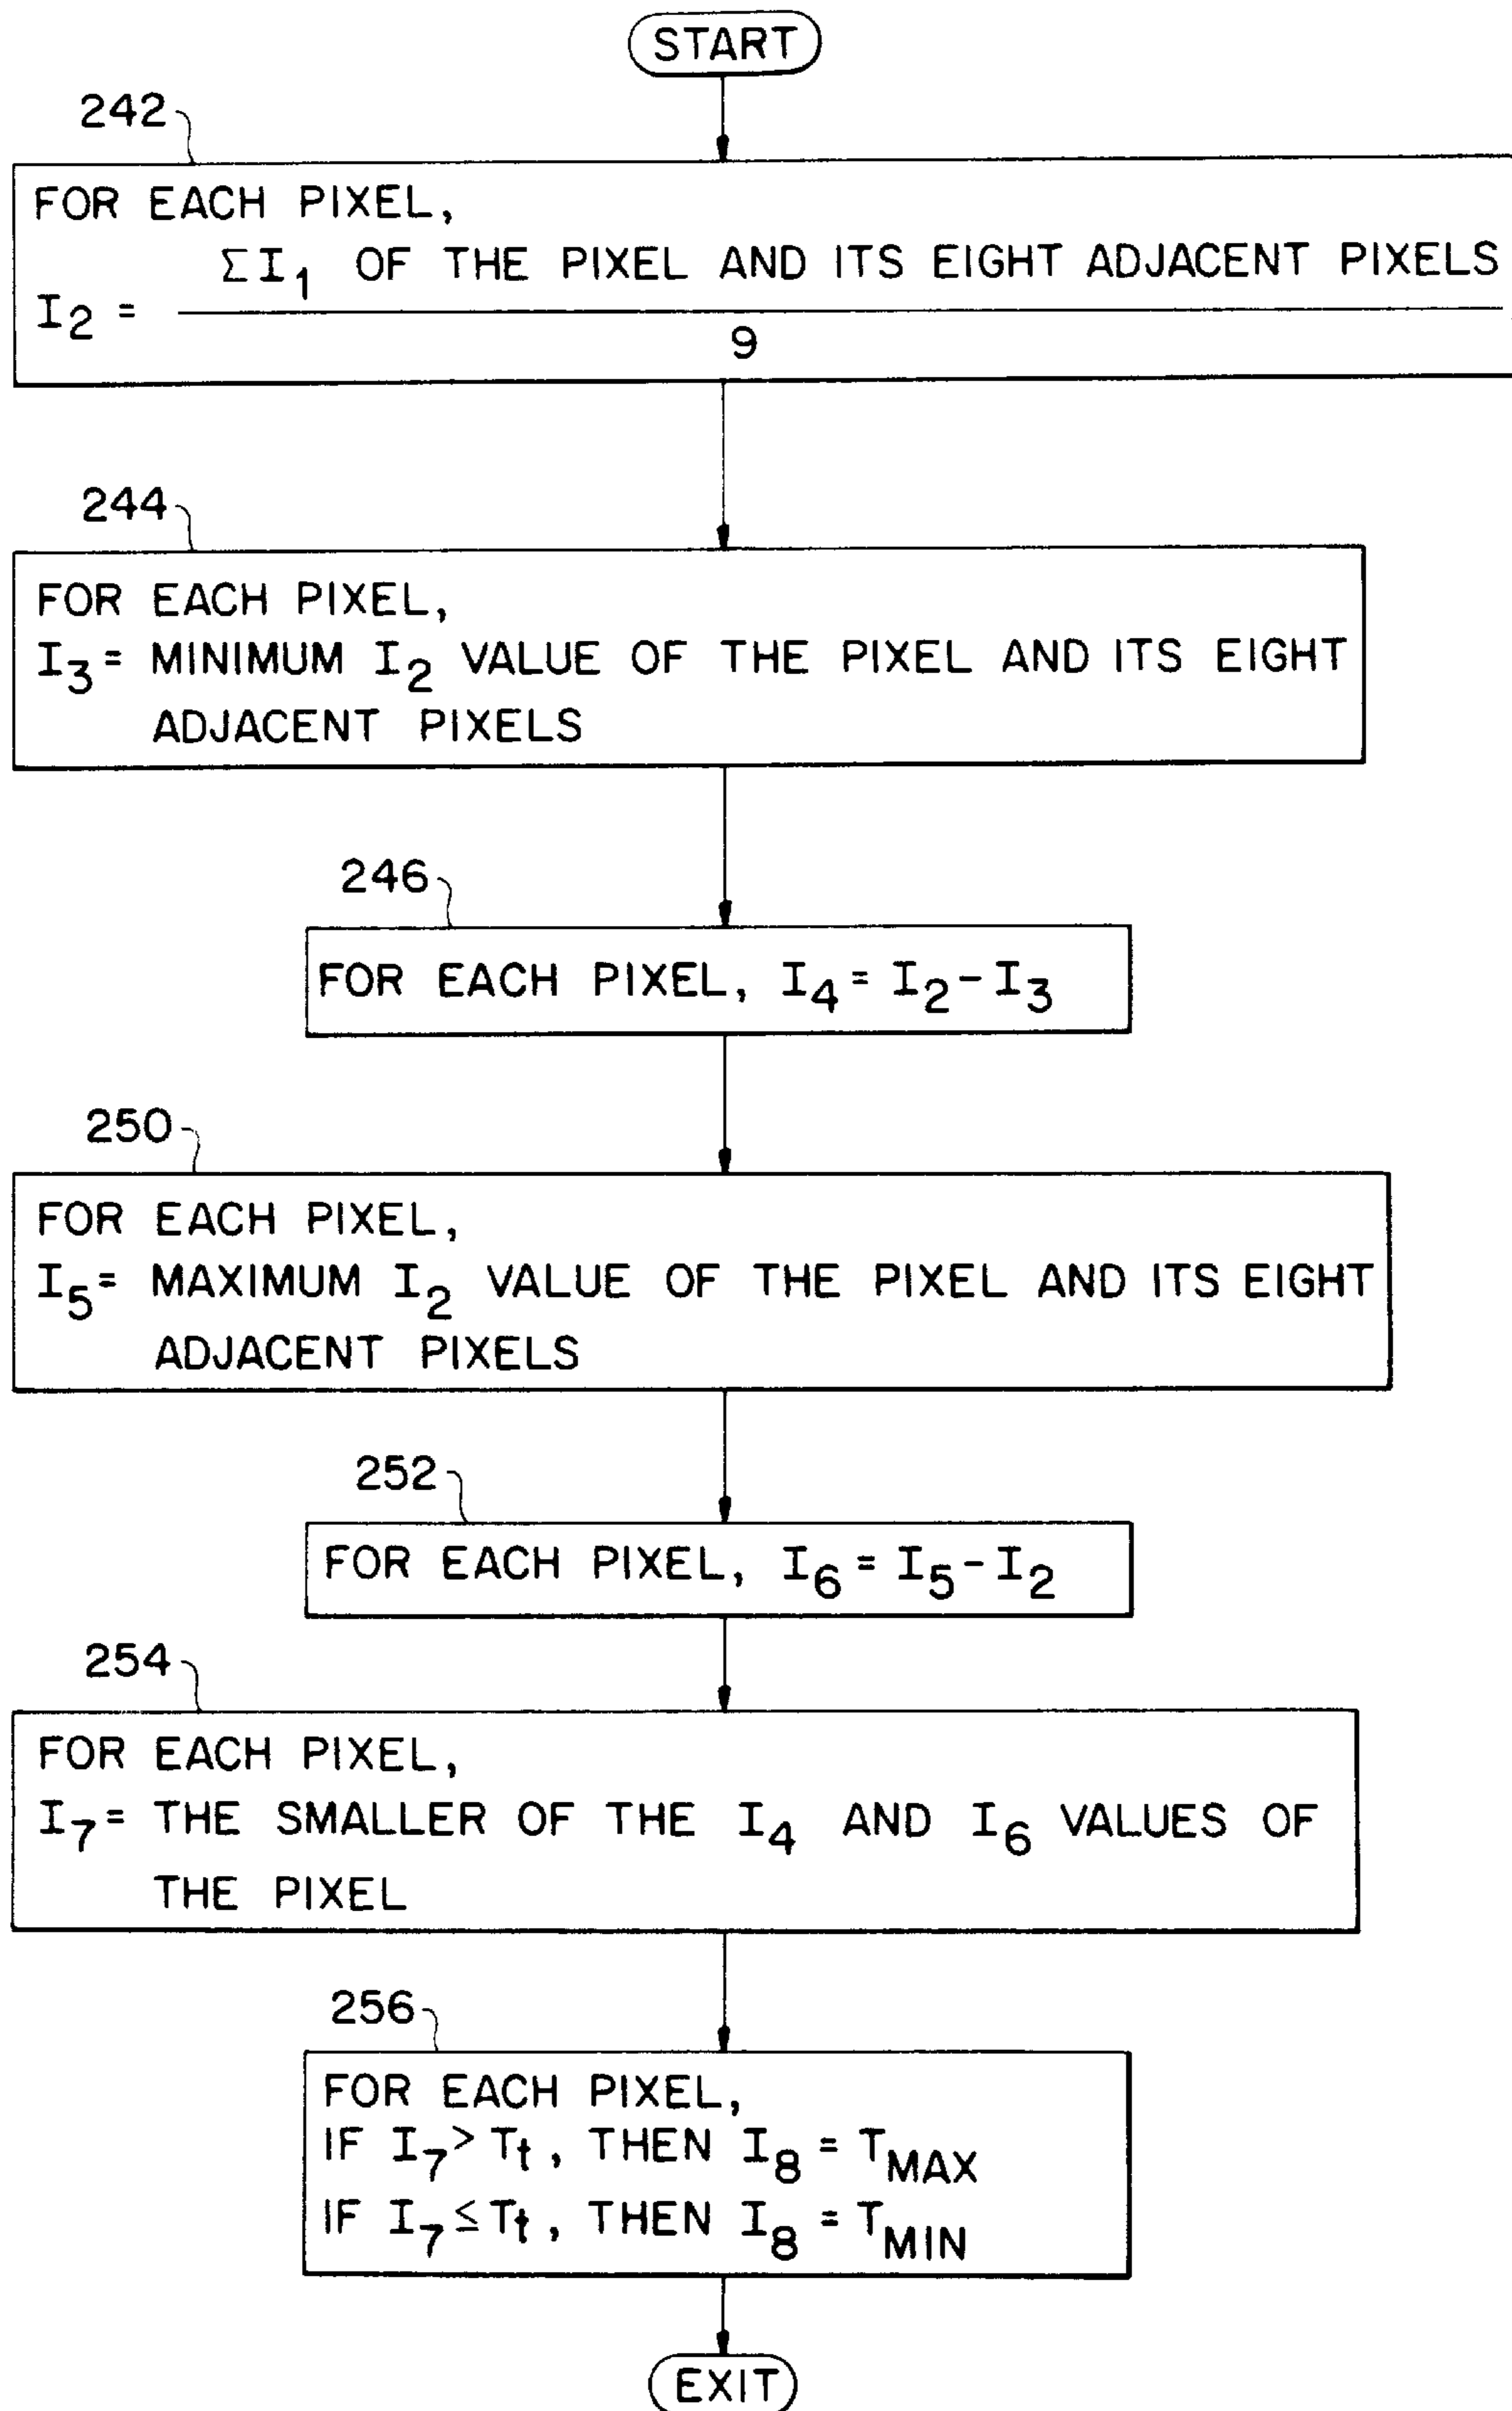 START
242
FOR EACH PIXEL,
ΣI₁ OF THE PIXEL AND ITS EIGHT ADJACENT PIXELS
I₂ =
9
244
FOR EACH PIXEL,
I₃ = MINIMUM I₂ VALUE OF THE PIXEL AND ITS EIGHT
ADJACENT PIXELS
246
FOR EACH PIXEL, I₄ = I₂ - I₃
250
FOR EACH PIXEL,
I₅ = MAXIMUM I₂ VALUE OF THE PIXEL AND ITS EIGHT
ADJACENT PIXELS
252
FOR EACH PIXEL, I₆ = I₅ - I₂
254
FOR EACH PIXEL,
I₇ = THE SMALLER OF THE I₄ AND I₆ VALUES OF
THE PIXEL
256
FOR EACH PIXEL,
IF I₇ > Tt, THEN I₈ = TMAX
IF I₇ ≤ Tt, THEN I₈ = TMIN
EXIT